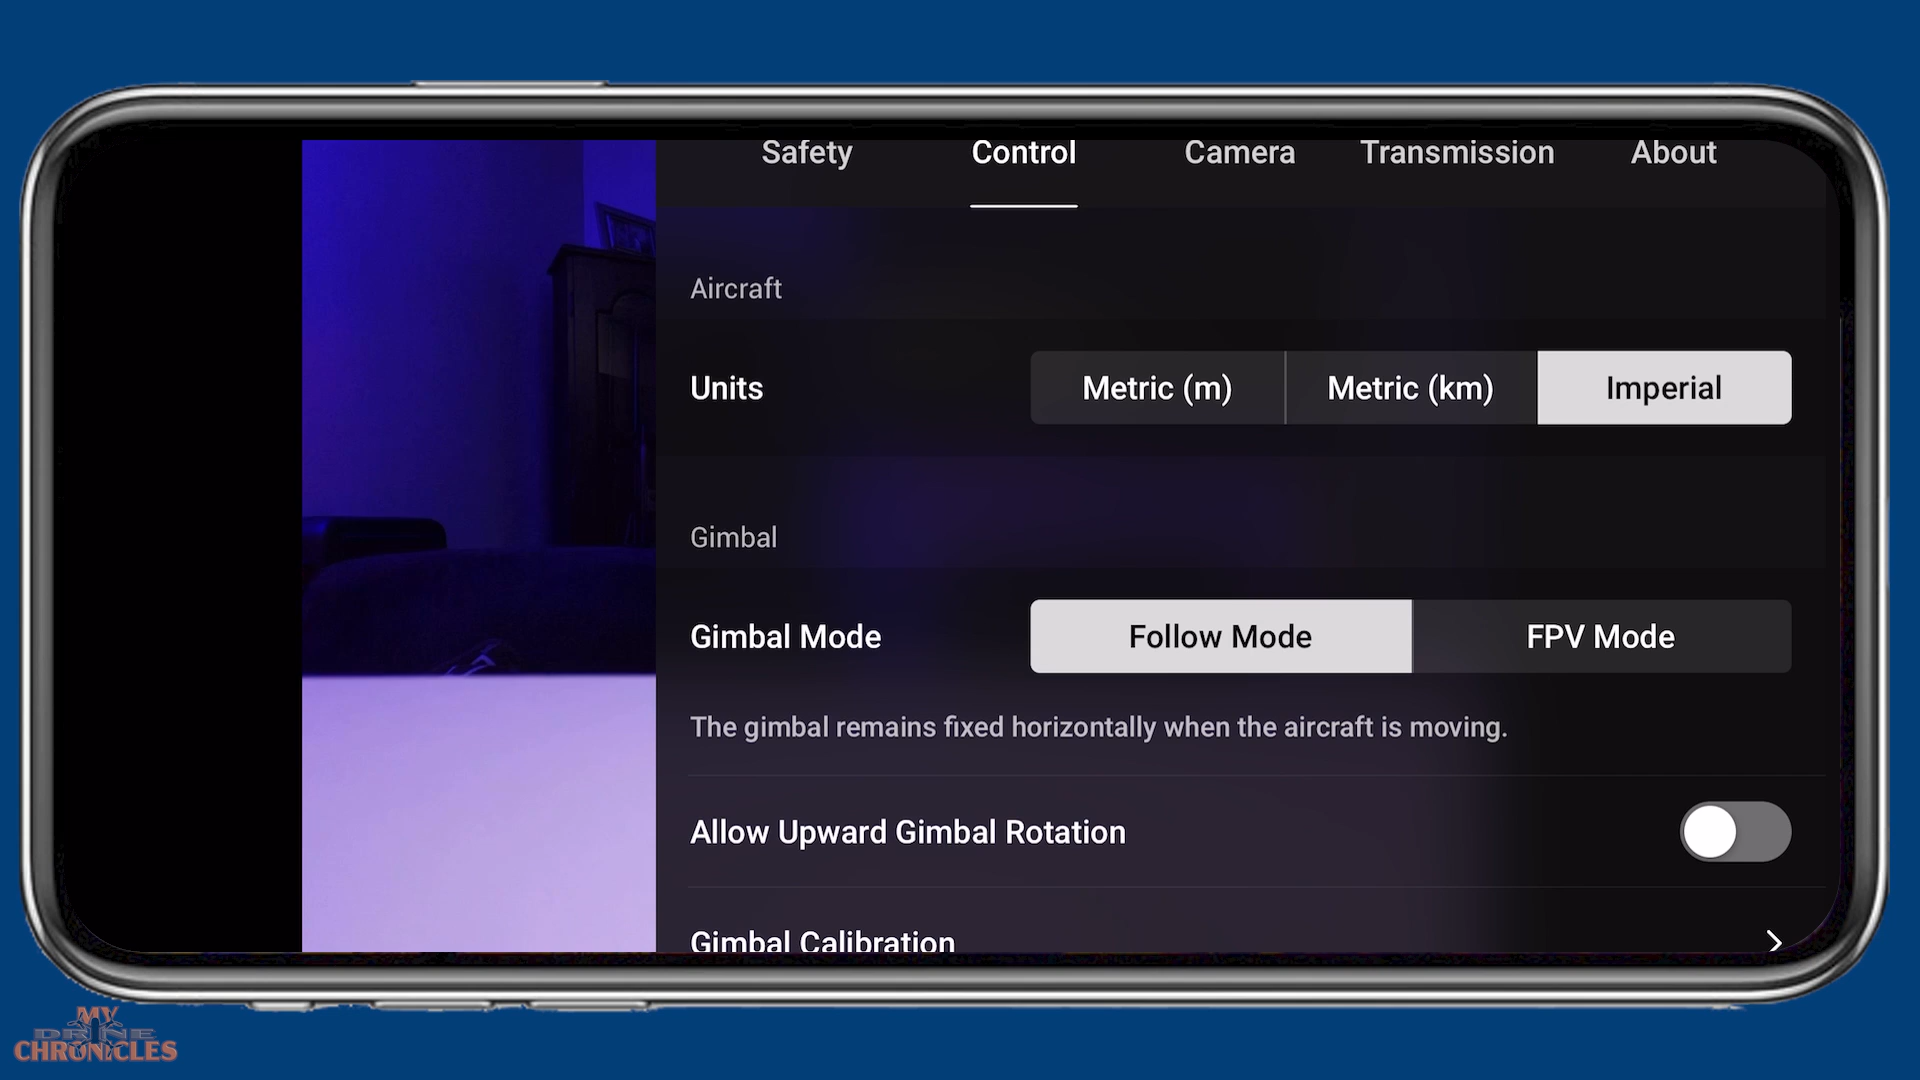 Safety Control Camera Transmission About
Aircraft
Units Metric (m) Metric (km) Imperial
Gimbal
Gimbal Mode Follow Mode FPV Mode
The gimbal remains fixed horizontally when the aircraft is moving.
Allow Upward Gimbal Rotation
Gimbal Calibration
MY
DRONE
CHRONICLES